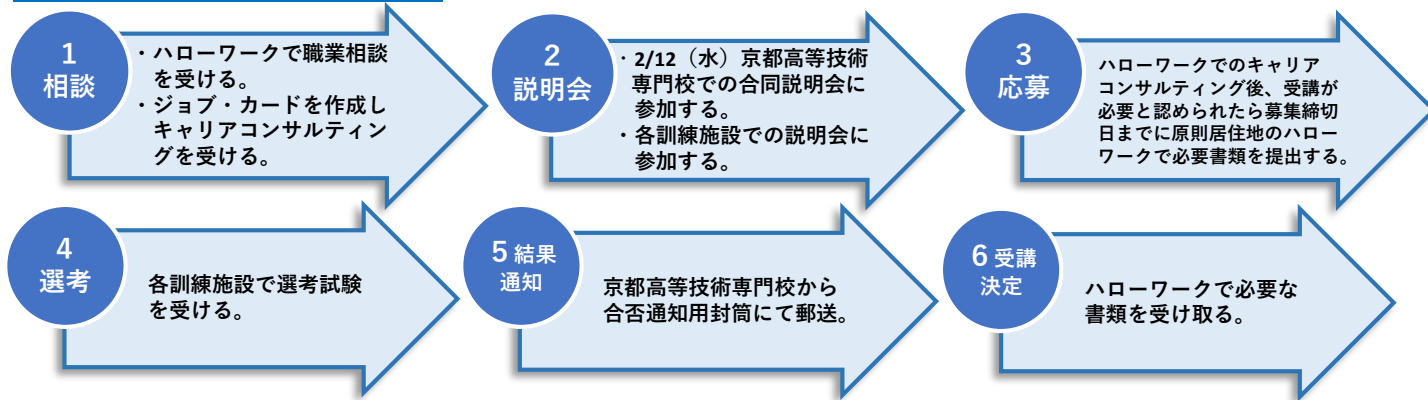 1
相談
・ハローワークで職業相談
を受ける。
・ジョブ・カードを作成し
キャリアコンサルティン
グを受ける。
2
説明会
・2/12（水）京都高等技術
専門校での合同説明会に
参加する。
・各訓練施設での説明会に
参加する。
3
応募
ハローワークでのキャリア
コンサルティング後、受講が
必要と認められたら募集締切
日までに原則居住地のハロー
ワークで必要書類を提出する。
4
選考
各訓練施設で選考試験
を受ける。
5 結果
通知
京都高等技術専門校から
合否通知用封筒にて郵送。
6 受講
決定
ハローワークで必要な
書類を受け取る。